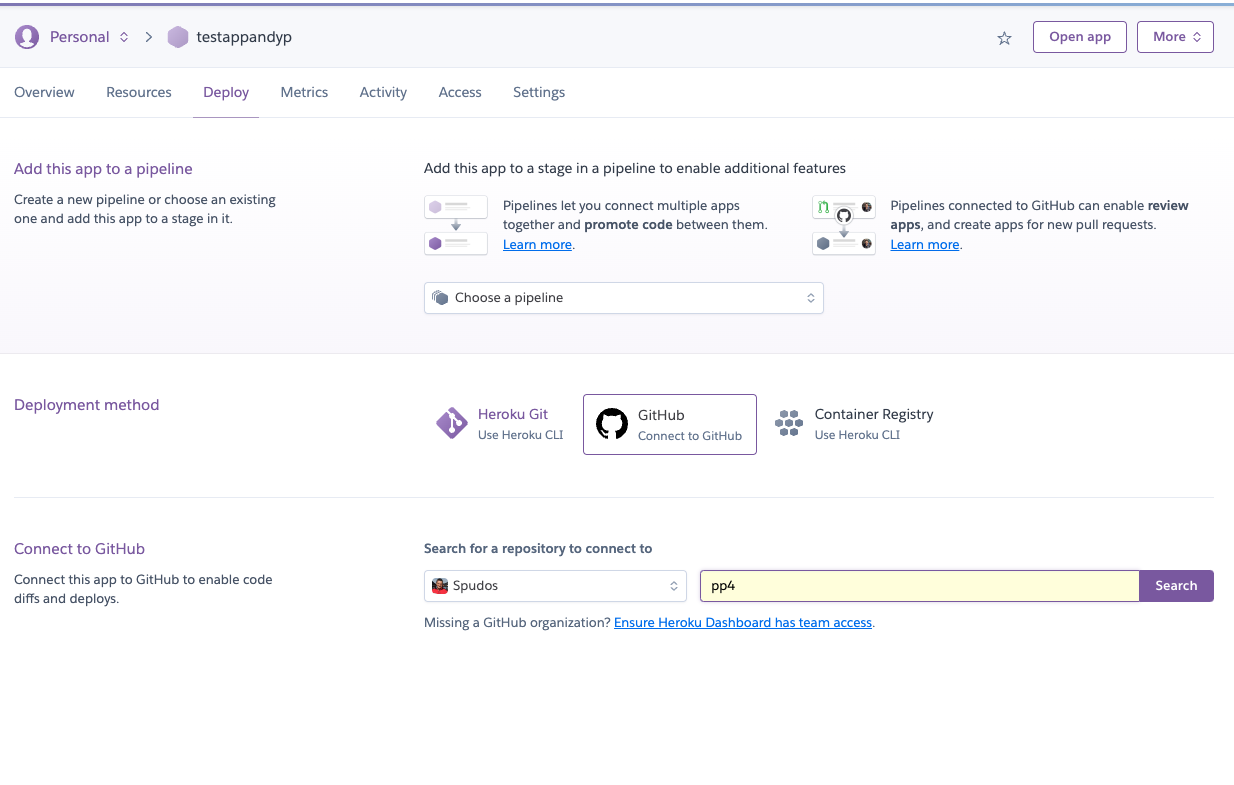 Personal
testappandyp
Open app
More
Overview
Resources
Deploy
Metrics
Activity
Access
Settings
Add this app to a pipeline
Create a new pipeline or choose an existing
one and add this app to a stage in it.
Add this app to a stage in a pipeline to enable additional features
Pipelines let you connect multiple apps
together and promote code between them.
Learn more.
Pipelines connected to GitHub can enable review
apps, and create apps for new pull requests.
Learn more.
Choose a pipeline
Deployment method
Heroku Git
Use Heroku CLI
GitHub
Connect to GitHub
Container Registry
Use Heroku CLI
Connect to GitHub
Connect this app to GitHub to enable code
diffs and deploys.
Search for a repository to connect to
Spudos
pp4
Search
Missing a GitHub organization? Ensure Heroku Dashboard has team access.